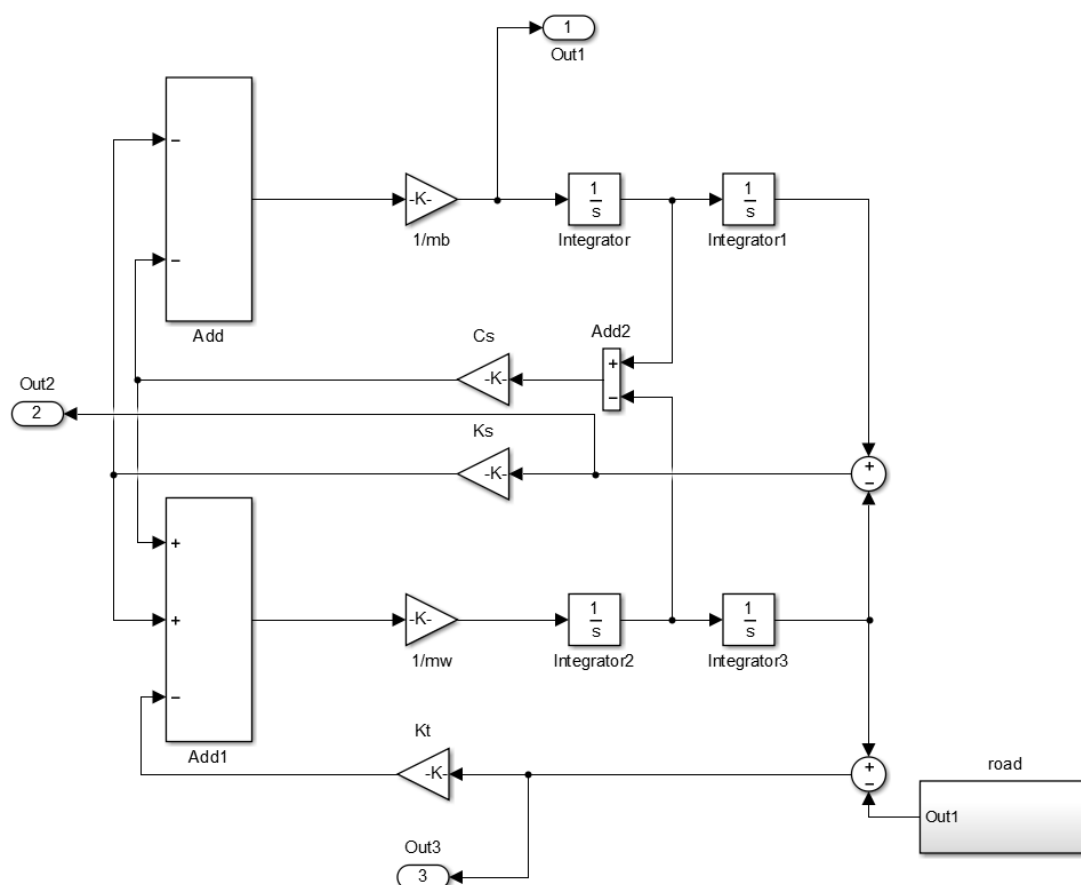 1
Out1
−
-K-
1
s
1
s
1/mb
Integrator
Integrator1
−
Add
Cs
Add2
+
-K-
−
Out2
2
Ks
-K-
+
−
+
+
-K-
1
s
1
s
1/mw
Integrator2
Integrator3
−
Add1
Kt
-K-
+
−
road
Out1
Out3
3